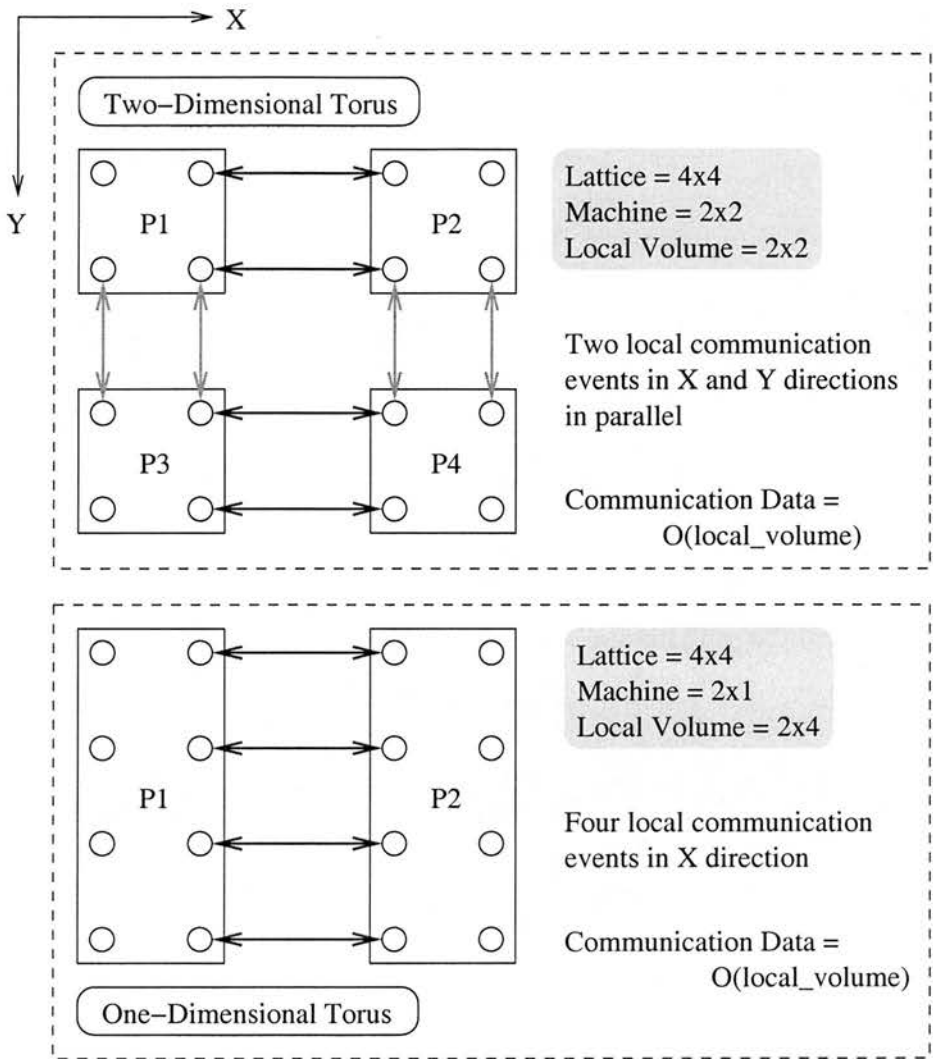 X
Y
Two−Dimensional Torus
P1
P2
Lattice = 4x4
Machine = 2x2
Local Volume = 2x2
Two local communication
events in X and Y directions
in parallel
P3
P4
Communication Data =
O(local_volume)
Lattice = 4x4
Machine = 2x1
Local Volume = 2x4
P1
P2
Four local communication
events in X direction
Communication Data =
O(local_volume)
One−Dimensional Torus